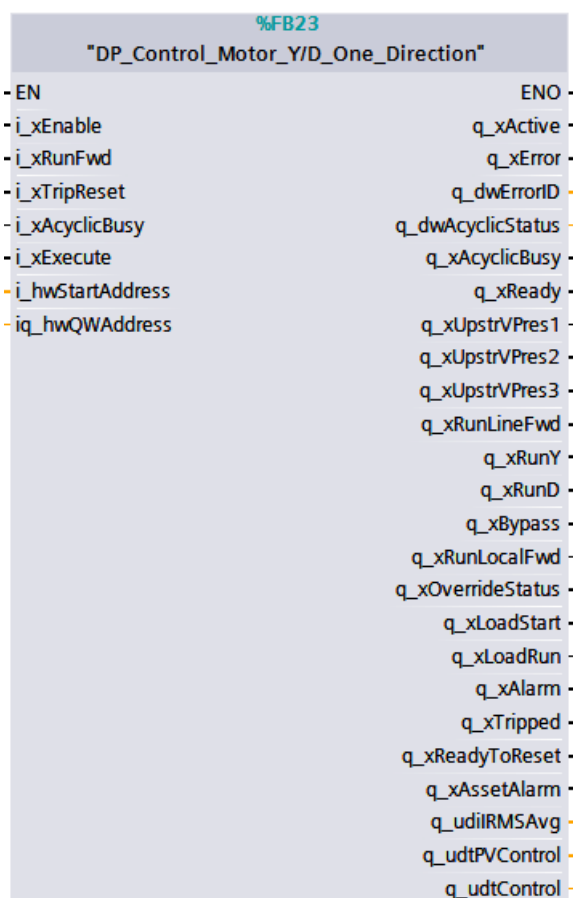 %FB23
"DP_Control_Motor_Y/D_One_Direction"
EN ENO
i_xEnable q_xActive
i_xRunFwd q_xError
i_xTripReset q_dwErrorID
i_xAcyclicBusy q_dwAcyclicStatus
i_xExecute q_xAcyclicBusy
i_hwStartAddress q_xReady
iq_hwQWAddress q_xUpstrVPres1
q_xUpstrVPres2
q_xUpstrVPres3
q_xRunLineFwd
q_xRunY
q_xRunD
q_xBypass
q_xRunLocalFwd
q_xOverrideStatus
q_xLoadStart
q_xLoadRun
q_xAlarm
q_xTripped
q_xReadyToReset
q_xAssetAlarm
q_udiIRMSAvg
q_udtPVControl
q_udtControl